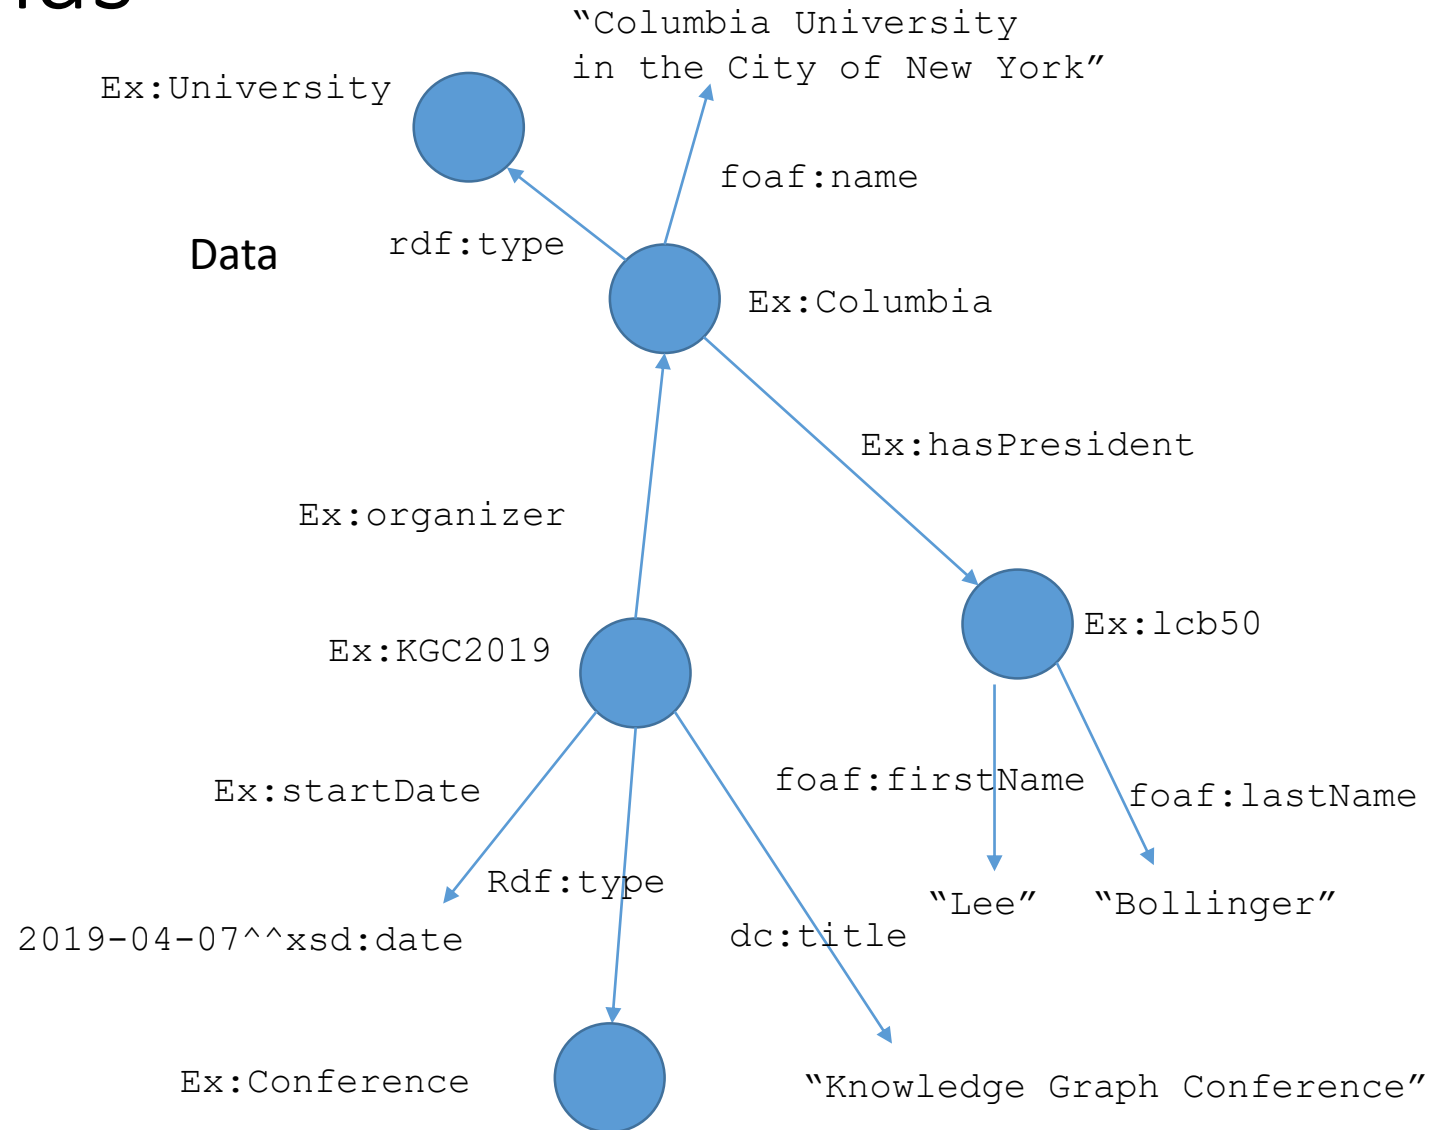 “Columbia University
in the City of New York”
Ex:University
foaf:name
rdf:type
Data
Ex:Columbia
Ex:hasPresident
Ex:organizer
Ex:lcb50
Ex:KGC2019
foaf:firstName
Ex:startDate
foaf:lastName
Rdf:type
“Lee”
“Bollinger”
2019-04-07^^xsd:date
dc:title
Ex:Conference
“Knowledge Graph Conference”